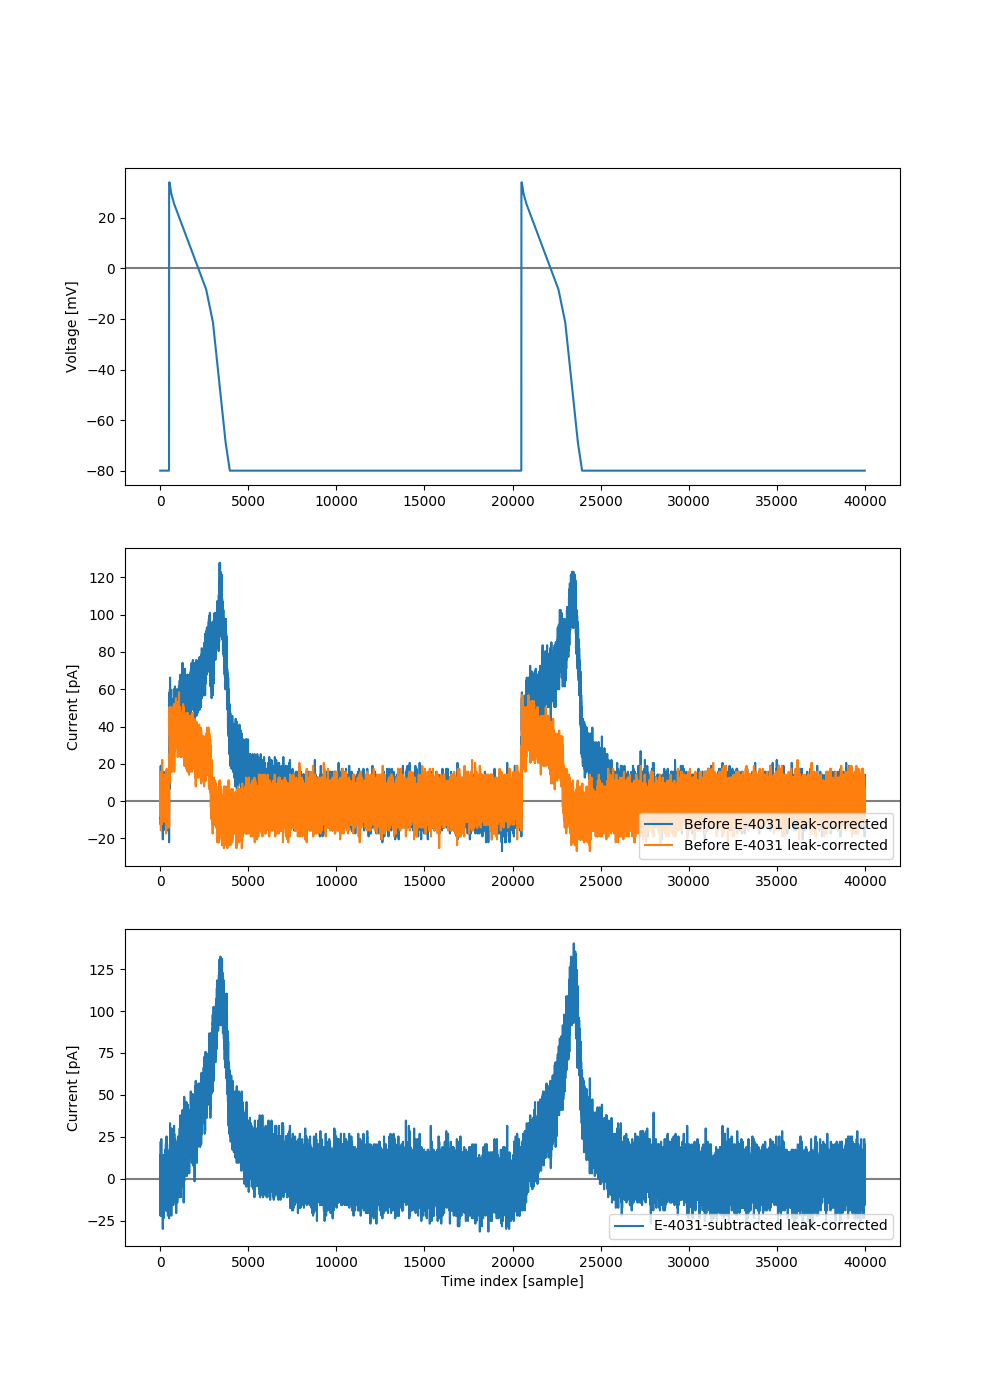 20
0
−20
−40
−60
−80
Voltage [mV]
0 5000 10000 15000 20000 25000 30000 35000 40000
120
100
80
60
40
20
0
−20
Current [pA]
Before E-4031 leak-corrected
Before E-4031 leak-corrected
0 5000 10000 15000 20000 25000 30000 35000 40000
125
100
75
50
25
0
−25
Current [pA]
E-4031-subtracted leak-corrected
0 5000 10000 15000 20000 25000 30000 35000 40000
Time index [sample]